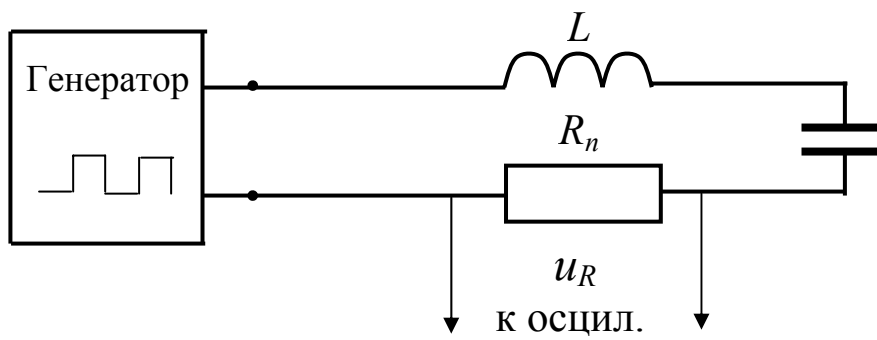 L
Генератор
R_n
u_R
к осцил.